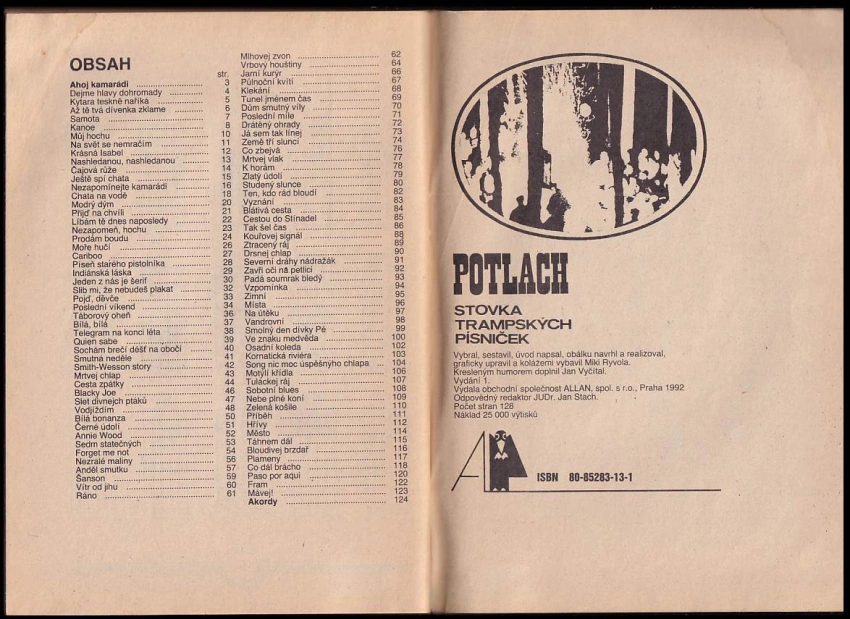 OBSAH
str.
Ahoj kamarádi 3
Dejme hlavy dohromady 4
Kytara teskně naříká 5
Až tě tvá dívenka zklame 6
Samota 7
Kanoe 8
Můj hochu 10
Na svět se nemračím 11
Krásná Isabel 12
Nashledanou, nashledanou 13
Čajová růže 14
Ještě spí chata 15
Nezapomínejte kamarádi 16
Chata na vodě 18
Modrý dým 20
Přijď na chvíli 21
Líbám tě dnes naposledy 22
Nezapomeň, hochu 23
Prodám boudu 24
Moře hučí 26
Cariboo 27
Píseň starého pistolníka 28
Indiánská láska 29
Jeden z nás je šerif 30
Slib mi, že nebudeš plakat 32
Pojď, děvče 33
Poslední víkend 34
Táborový oheň 36
Bílá, bílá 37
Telegram na konci léta 38
Quien sabe 39
Sochám brečí déšť na obočí 40
Smutná neděle 41
Smith-Wesson story 42
Mrtvej chlap 43
Cesta zpátky 44
Blacky Joe 46
Slet divnejch ptáků 47
Vodjíždím 48
Bílá bonanza 50
Černé údolí 51
Annie Wood 52
Sedm statečných 53
Forget me not 54
Nezralé maliny 56
Anděl smutku 57
Šanson 59
Vítr od jihu 60
Ráno 61
Mlhovej zvon 62
Vrbový houštiny 64
Jarní kurýr 66
Půlnoční kvítí 67
Klekání 68
Tunel jménem čas 69
Dům smutný víly 70
Poslední míle 71
Drátěný ohrady 72
Já sem tak línej 73
Země tří sluncí 74
Co zbejvá 76
Mrtvej vlak 77
K horám 78
Zlatý údolí 79
Studený slunce 80
Ten, kdo rád bloudí 82
Vyznání 83
Blátivá cesta 84
Cestou do Stínadel 85
Tak šel čas 86
Kouřovej signál 88
Ztracený ráj 89
Drsnej chlap 90
Severní dráhy nádražák 91
Zavři oči na petlici 92
Padá soumrak bledý 93
Vzpomínka 94
Zimní 95
Místa 96
Na útěku 97
Vandrovní 98
Smolný den dívky Pé 99
Ve znaku medvěda 100
Osadní koleda 102
Kornatická riviéra 103
Song nic moc úspěšnýho chlapa 104
Motýlí křídla 106
Tuláckej ráj 107
Sobotní blues 108
Nebe plné koní 109
Zelená košile 110
Příběh 111
Hřívy 112
Město 114
Táhnem dál 115
Bloudivej brzdař 116
Plameny 117
Co dál brácho 118
Paso por aquí 120
Fram 122
Mávej! 123
Akordy 124
POTLACH
STOVKA
TRAMPSKÝCH
PÍSNIČEK
Vybral, sestavil, úvod napsal, obálku navrhl a realizoval,
graficky upravil a kolážemi vybavil Miki Ryvola.
Kresleným humorem doplnil Jan Vyčítal.
Vydání 1.
Vydala obchodní společnost ALLAN, spol. s r.o., Praha 1992
Odpovědný redaktor JUDr. Jan Stach.
Počet stran 128
Náklad 25 000 výtisků
ISBN 80-85283-13-1